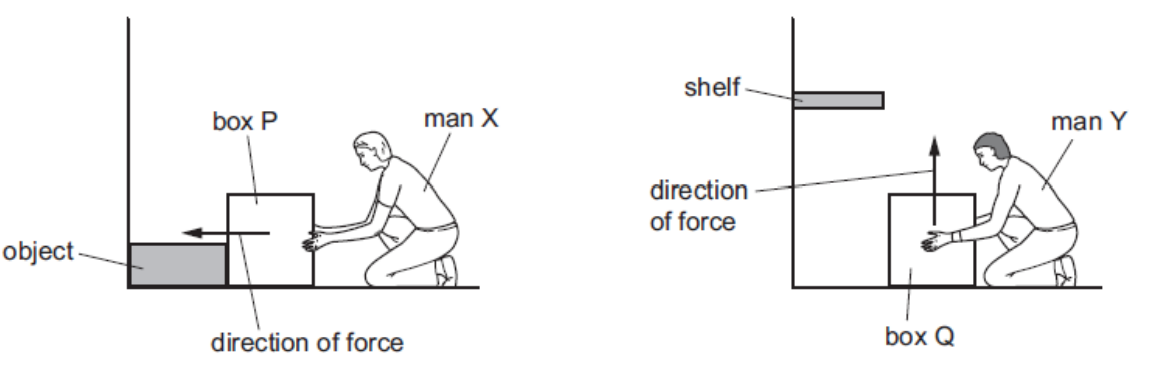 box P
man X
object
direction of force
shelf
man Y
direction
of force
box Q